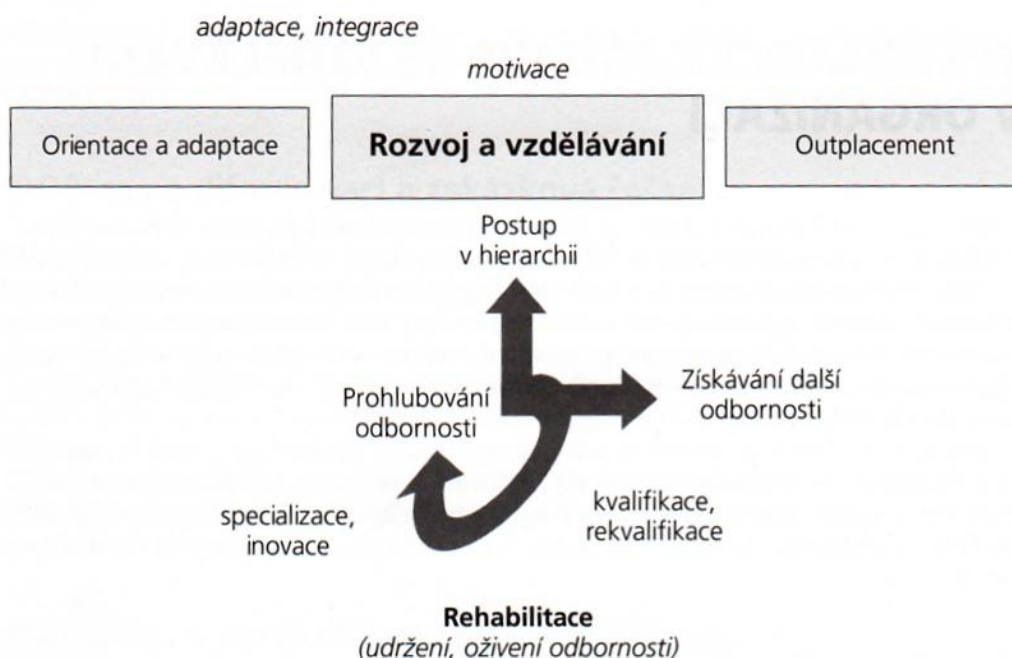 adaptace, integrace
motivace
Orientace a adaptace
Rozvoj a vzdělávání
Outplacement
Postup
v hierarchii
Prohlubování
odbornosti
Získávání další
odbornosti
specializace,
inovace
kvalifikace,
rekvalifikace
Rehabilitace
(udržení, oživení odbornosti)